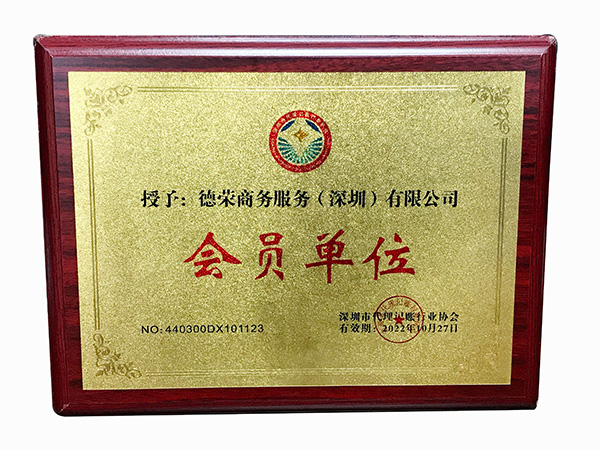 授予：德荣商务服务（深圳）有限公司
会员单位
NO:440300DX101123
深圳市代理记账行业协会
有效期：2022年10月27日